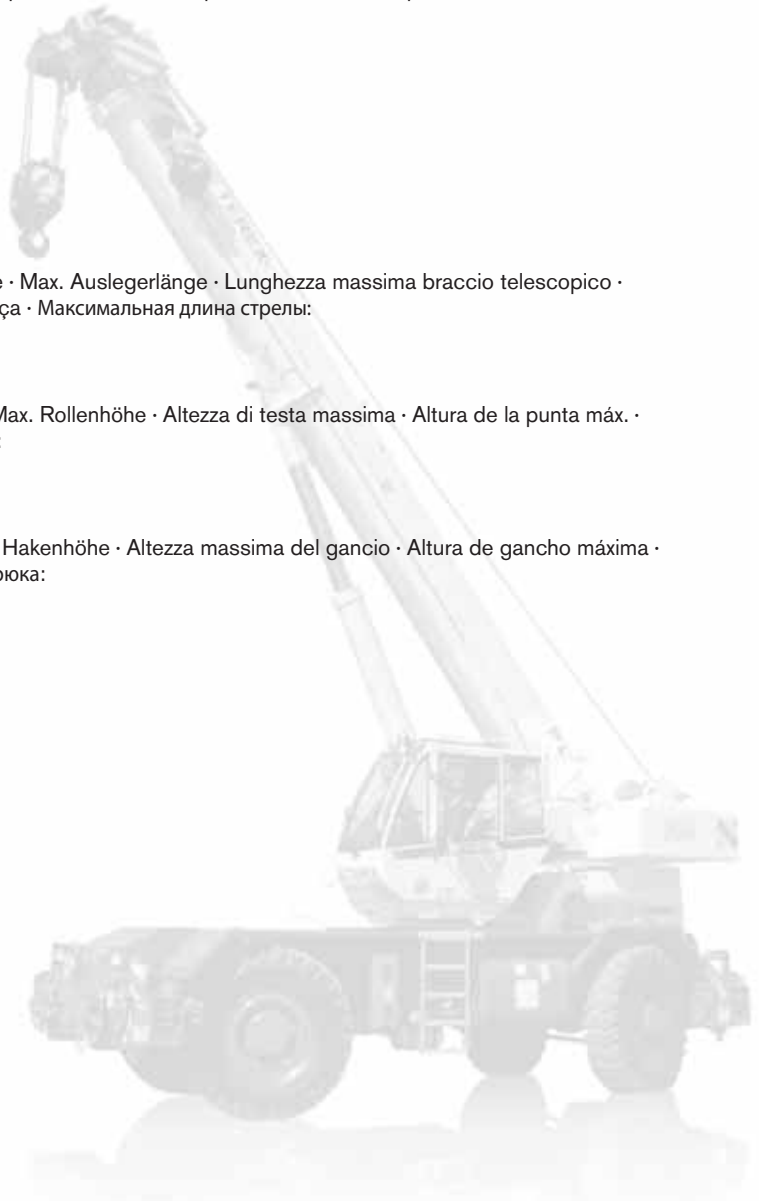 e · Max. Auslegerlänge · Lunghezza massima braccio telescopico ·
ça · Максимальная длина стрелы:
Max. Rollenhöhe · Altezza di testa massima · Altura de la punta máx. ·
:
Hakenhöhe · Altezza massima del gancio · Altura de gancho máxima ·
рюка:
TEREX